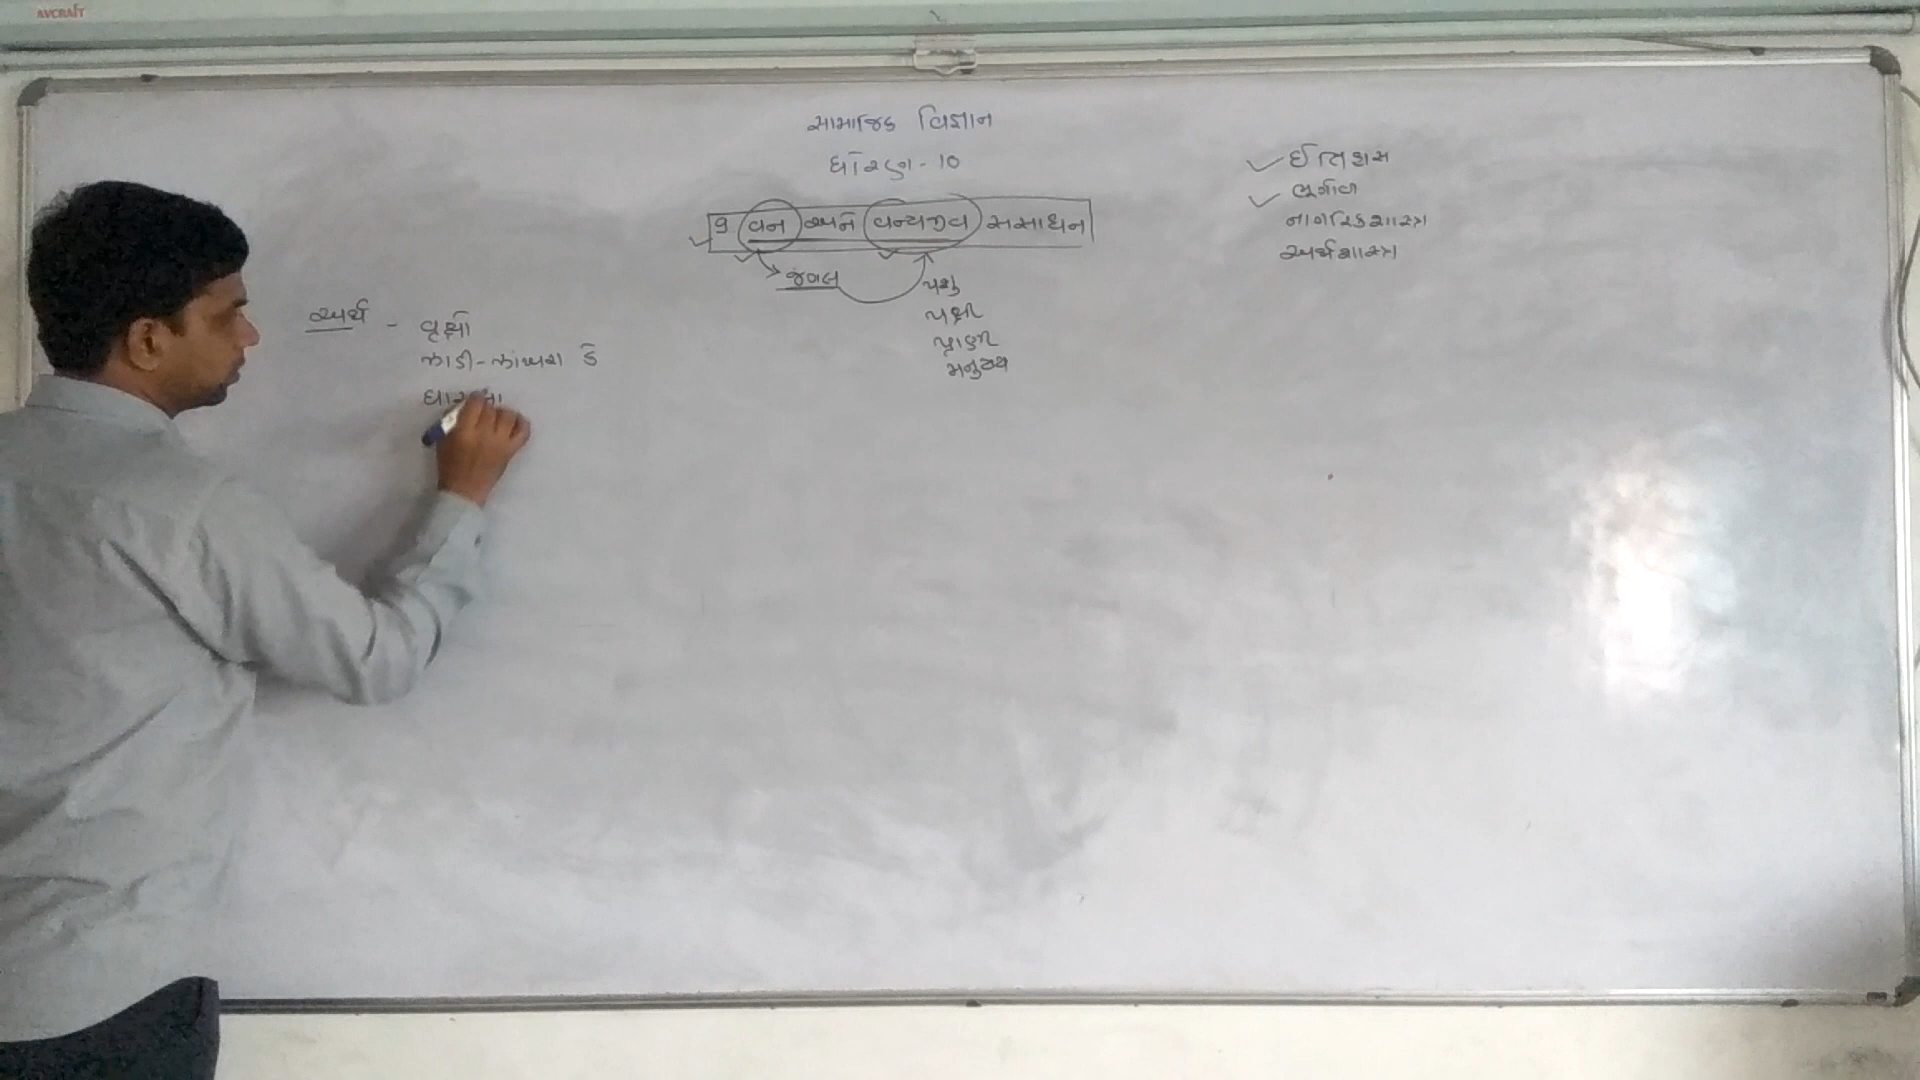 AVCRAFT
સામાજિક વિજ્ઞાન
ધોરણ - 10
9 વન અને વન્યજીવ સંસાધન
જંગલ
પશુ
પક્ષી
પ્રાણી
મનુષ્ય
અર્થ - વૃક્ષો
ઝાડી-ઝાંખરા કે
ઈતિહાસ
ભૂગોળ
નાગરિકશાસ્ત્ર
અર્થશાસ્ત્ર